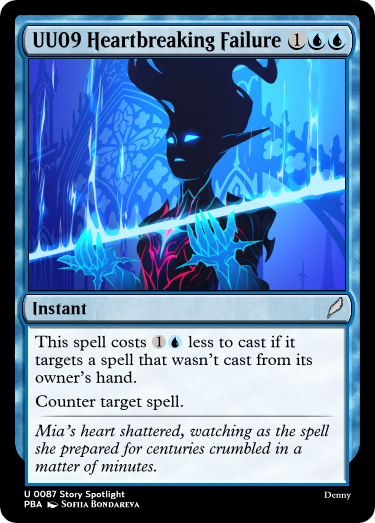 UU09 Heartbreaking Failure 1
Instant
This spell costs 1 less to cast if it
targets a spell that wasn't cast from its
owner's hand.
Counter target spell.
Mia's heart shattered, watching as the spell
she prepared for centuries crumbled in a
matter of minutes.
U 0087 Story Spotlight
Denny
PBA Sofiia Bondareva